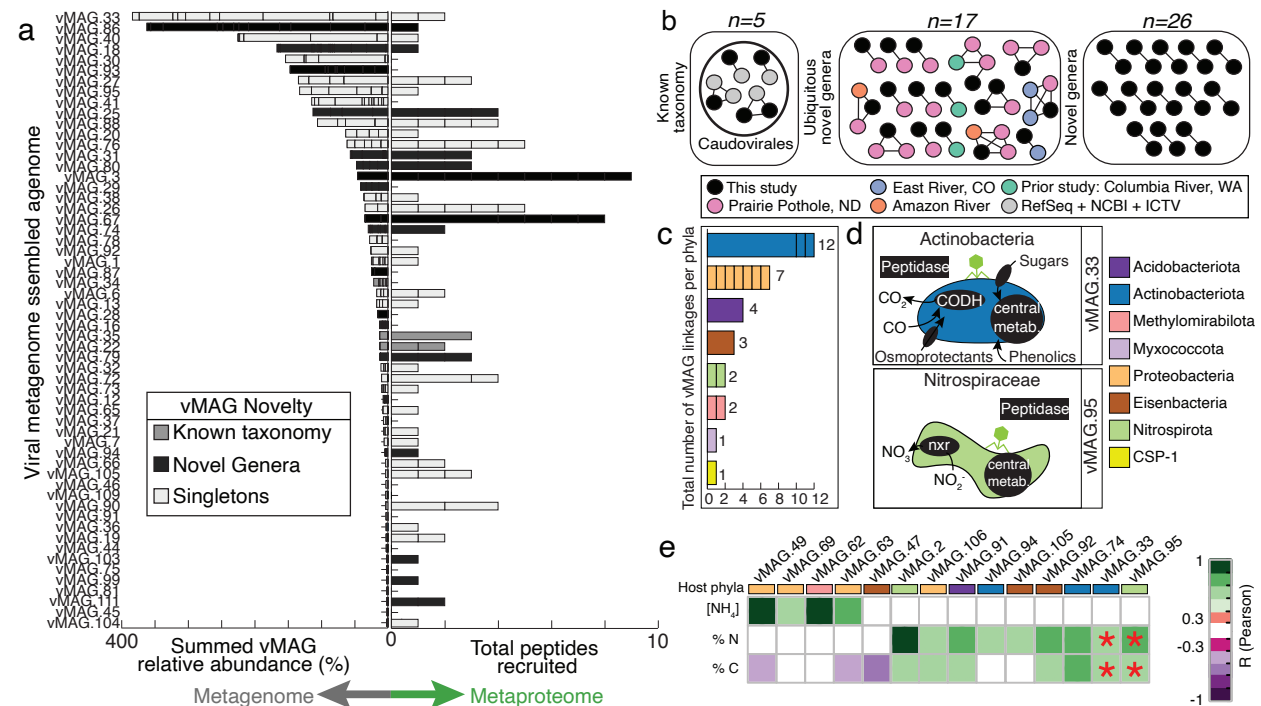 a
Viral metagenome ssembled agenome
vMAG.33
vMAG.86
vMAG.40
vMAG.18
vMAG.30
vMAG.93
vMAG.2
vMAG.95
vMAG.41
vMAG.25
vMAG.88
vMAG.20
vMAG.76
vMAG.31
vMAG.80
vMAG.3
vMAG.29
vMAG.38
vMAG.26
vMAG.67
vMAG.74
vMAG.78
vMAG.92
vMAG.1
vMAG.87
vMAG.34
vMAG.6
vMAG.13
vMAG.28
vMAG.16
vMAG.35
vMAG.22
vMAG.79
vMAG.32
vMAG.72
vMAG.73
vMAG.12
vMAG.65
vMAG.37
vMAG.21
vMAG.7
vMAG.94
vMAG.66
vMAG.105
vMAG.46
vMAG.109
vMAG.90
vMAG.91
vMAG.36
vMAG.19
vMAG.44
vMAG.103
vMAG.75
vMAG.99
vMAG.81
vMAG.111
vMAG.45
vMAG.104
vMAG Novelty
Known taxonomy
Novel Genera
Singletons
400 0 10
Summed vMAG
relative abundance (%)
Total peptides
recruited
Metagenome
Metaproteome
b
n=5 n=17 n=26
Known
taxonomy
Caudovirales
Ubiquitous
novel genera
Novel genera
This study
East River, CO
Prior study: Columbia River, WA
Prairie Pothole, ND
Amazon River
RefSeq + NCBI + ICTV
c
Total number of vMAG linkages per phyla
12
7
4
3
2
2
1
1
0 2 4 6 8 10 12
d
Actinobacteria
Peptidase
Sugars
CO2
CODH
CO
central
metab.
Osmoprotectants
Phenolics
vMAG.33
Nitrospiraceae
Peptidase
NO3-
nxr
NO2-
central
metab.
vMAG.95
Acidobacteriota
Actinobacteriota
Methylomirabilota
Myxococcota
Proteobacteria
Eisenbacteria
Nitrospirota
CSP-1
e
vMAG.49
vMAG.69
vMAG.62
vMAG.63
vMAG.47
vMAG.2
vMAG.106
vMAG.91
vMAG.94
vMAG.105
vMAG.92
vMAG.74
vMAG.33
vMAG.95
Host phyla
[NH4]
% N
* *
% C
* *
1
0.3
-0.3
-1
R (Pearson)